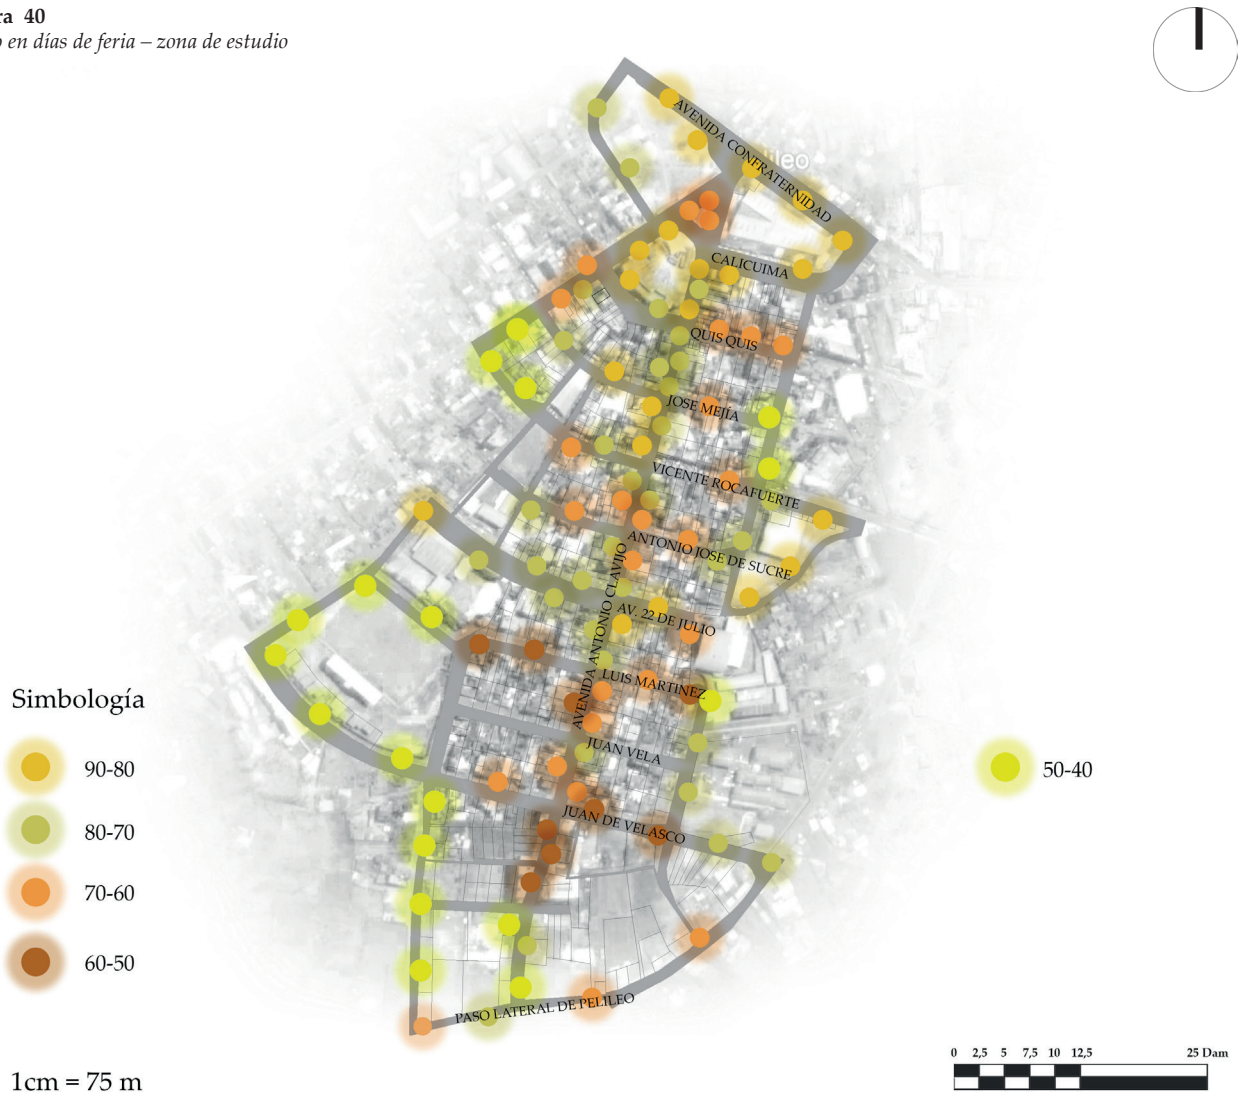 ra 40
o en días de feria – zona de estudio
AVENIDA CONFRATERNIDAD
lileo
CALICUIMA
QUIS QUIS
JOSE MEJÍA
VICENTE ROCAFUERTE
ANTONIO JOSE DE SUCRE
AVENIDA ANTONIO CLAVIJO
AV. 22 DE JULIO
LUIS MARTINEZ
JUAN VELA
JUAN DE VELASCO
PASO LATERAL DE PELILEO
Simbología
90-80
80-70
70-60
60-50
50-40
1cm = 75 m
0 2,5 5 7,5 10 12,5 25 Dam